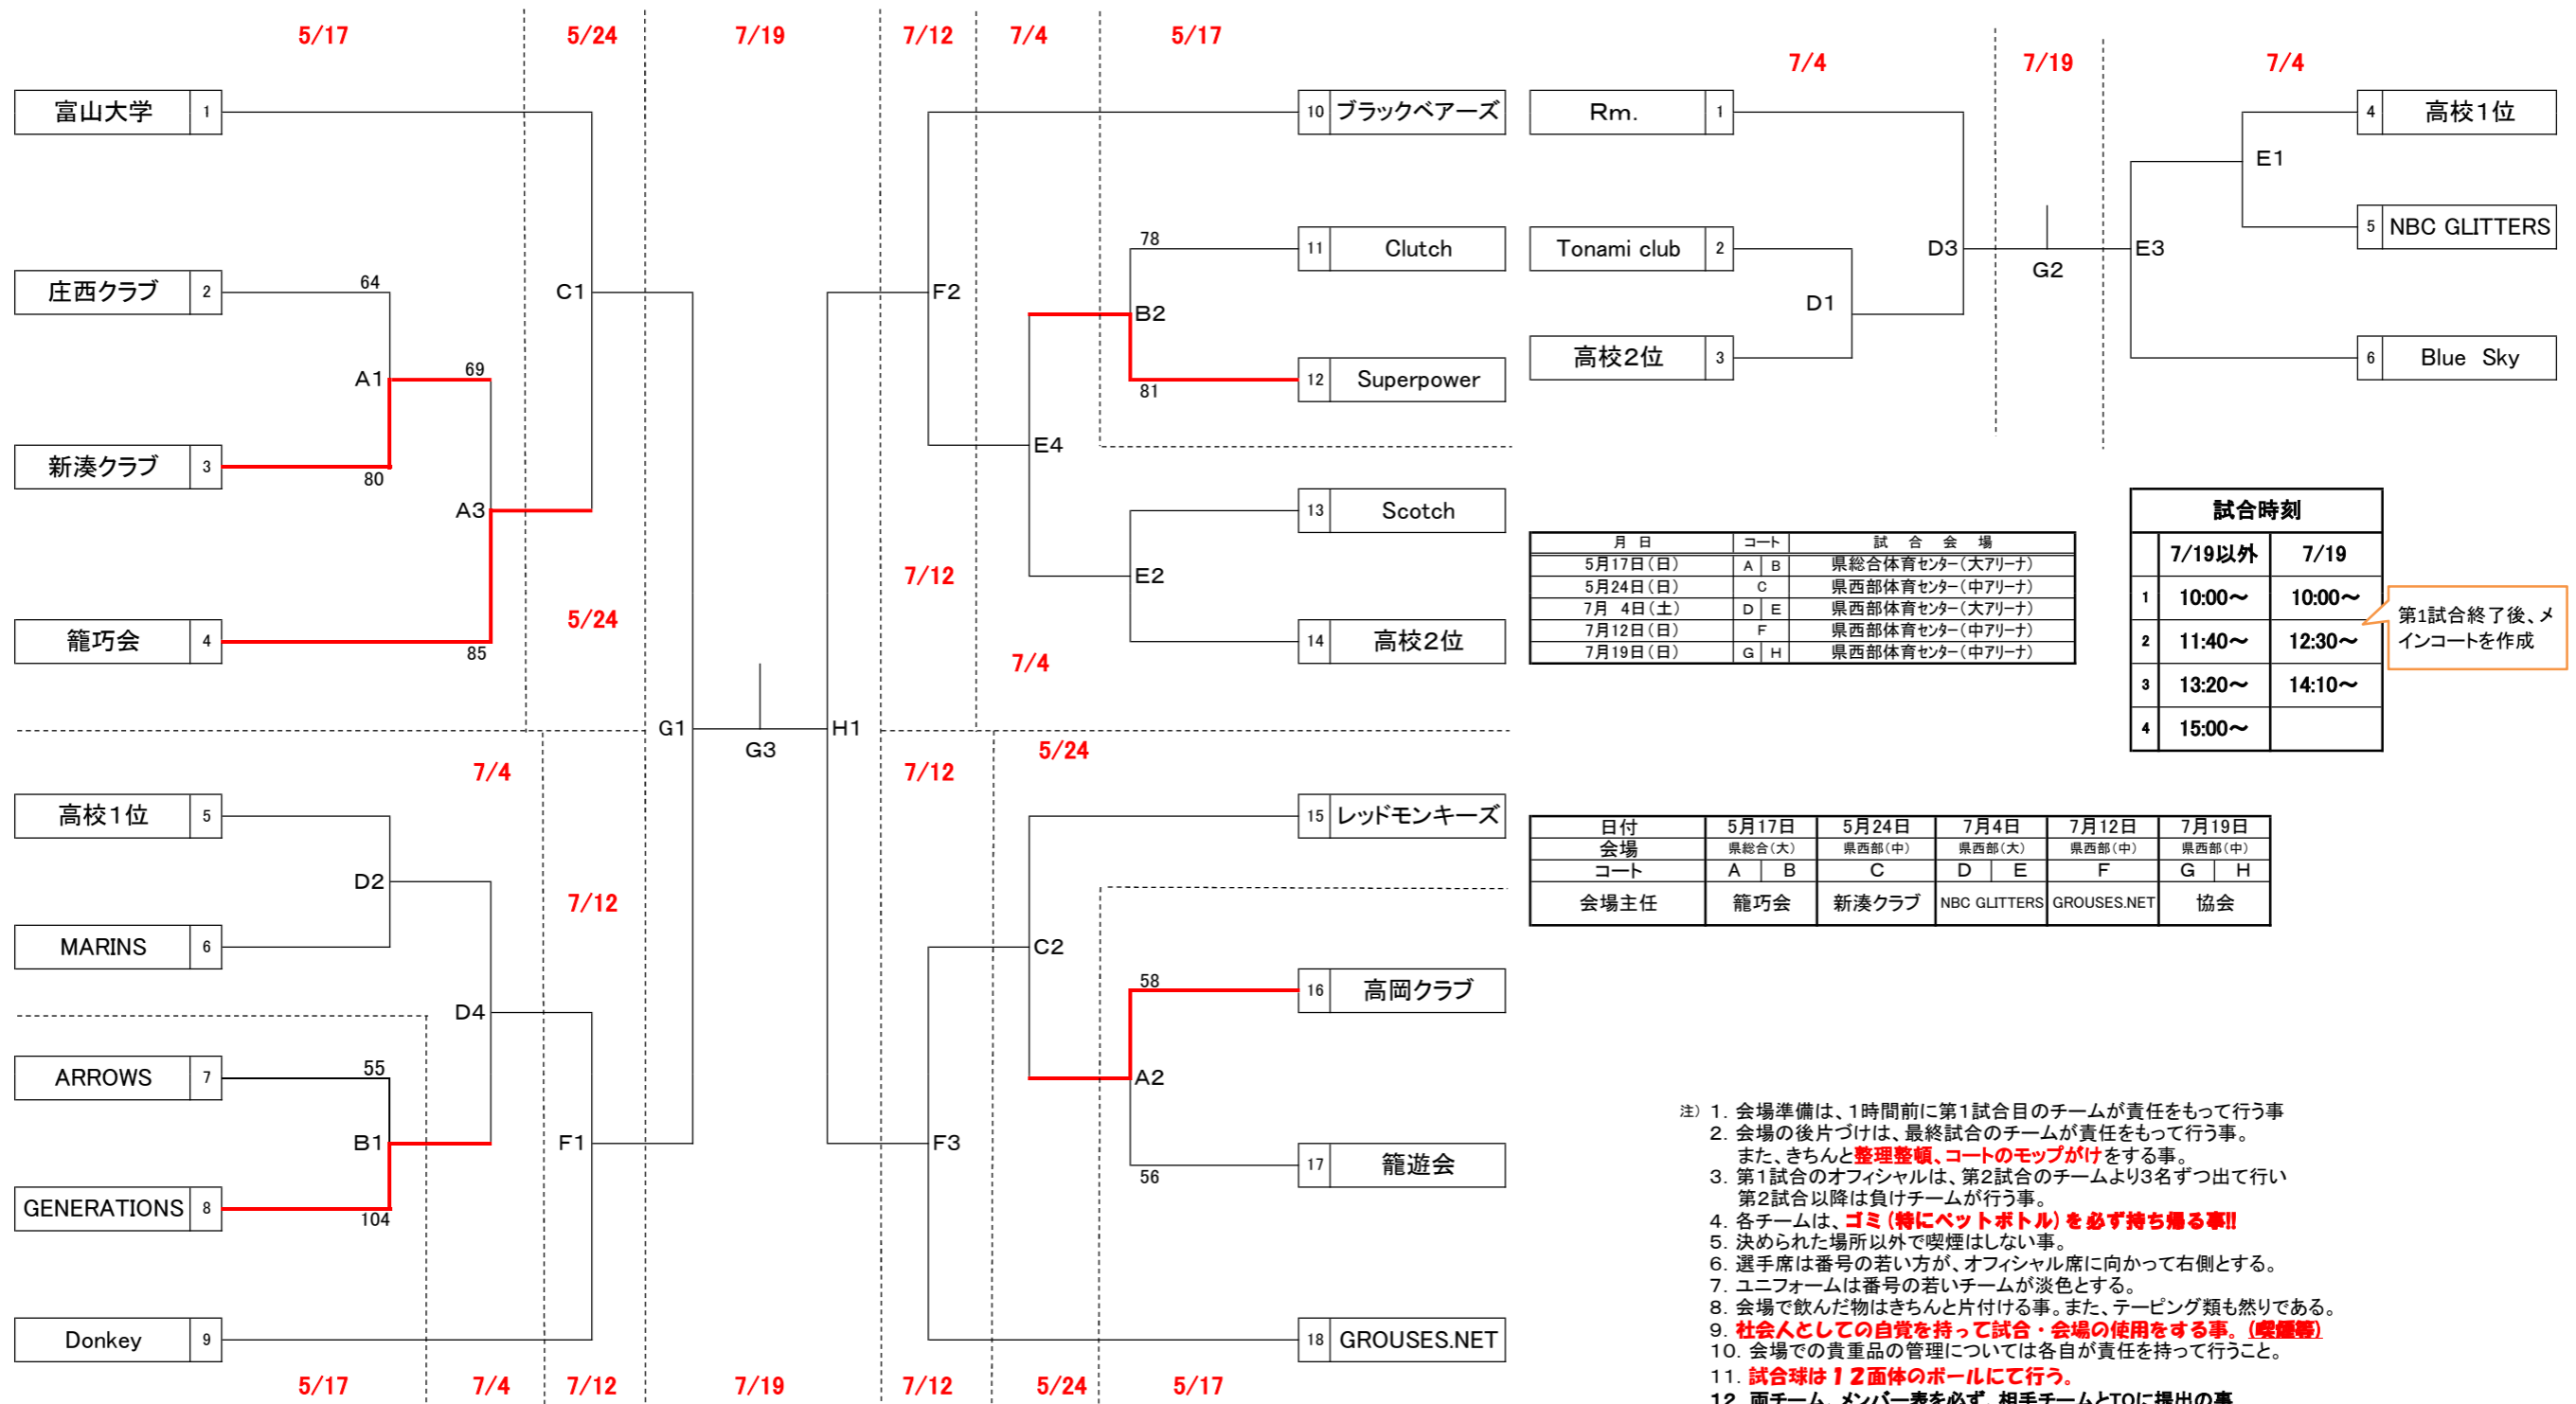 5/17
5/24
7/19
7/12
7/4
5/17
7/4
7/19
7/4
富山大学 1
庄西クラブ 2
64
A1
新湊クラブ 3
80
69
A3
籠巧会 4
85
C1
5/24
高校1位 5
7/4
D2
MARINS 6
D4
7/12
ARROWS 7
55
B1
GENERATIONS 8
104
F1
Donkey 9
G1
G3
H1
10 ブラックベアーズ
F2
78
11 Clutch
B2
12 Superpower
81
E4
13 Scotch
7/12
E2
14 高校2位
7/4
7/12
5/24
15 レッドモンキーズ
C2
58
16 高岡クラブ
A2
F3
17 籠遊会
56
18 GROUSES.NET
5/17
7/4
7/12
7/19
7/12
5/24
5/17
Rm. 1
Tonami club 2
D1
高校2位 3
D3
G2
E3
4 高校1位
E1
5 NBC GLITTERS
6 Blue Sky
月 日 コート 試 合 会 場
5月17日(日) A B 県総合体育センター(大アリーナ)
5月24日(日) C 県西部体育センター(中アリーナ)
7月 4日(土) D E 県西部体育センター(大アリーナ)
7月12日(日) F 県西部体育センター(中アリーナ)
7月19日(日) G H 県西部体育センター(中アリーナ)
試合時刻
7/19以外 7/19
1 10:00~ 10:00~
2 11:40~ 12:30~
3 13:20~ 14:10~
4 15:00~
第1試合終了後、メ
インコートを作成
日付 5月17日 5月24日 7月4日 7月12日 7月19日
会場 県総合(大) 県西部(中) 県西部(大) 県西部(中) 県西部(中)
コート A B C D E F G H
会場主任 籠巧会 新湊クラブ NBC GLITTERS GROUSES.NET 協会
注) 1. 会場準備は、1時間前に第1試合目のチームが責任をもって行う事
2. 会場の後片づけは、最終試合のチームが責任をもって行う事。
また、きちんと整理整頓、コートのモップがけをする事。
3. 第1試合のオフィシャルは、第2試合のチームより3名ずつ出て行い
第2試合以降は負けチームが行う事。
4. 各チームは、ゴミ(特にペットボトル)を必ず持ち帰る事!!
5. 決められた場所以外で喫煙はしない事。
6. 選手席は番号の若い方が、オフィシャル席に向かって右側とする。
7. ユニフォームは番号の若いチームが淡色とする。
8. 会場で飲んだ物はきちんと片付ける事。また、テーピング類も然りである。
9. 社会人としての自覚を持って試合・会場の使用をする事。(喫煙等)
10. 会場での貴重品の管理については各自が責任を持って行うこと。
11. 試合球は12面体のボールにて行う。
12. 両チーム、メンバー表を必ず、相手チームとTOに提出の事